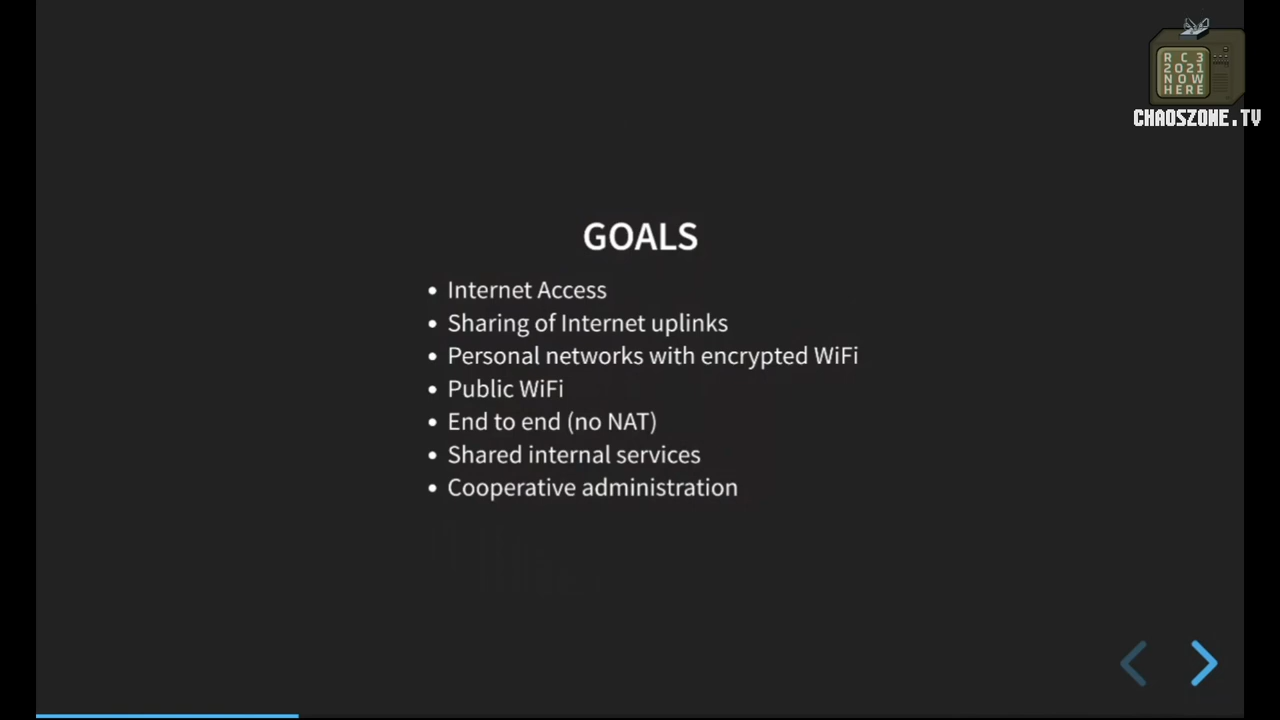 RC3
2021
NOW
HERE
CHAOSZONE.TV
GOALS
• Internet Access
• Sharing of Internet uplinks
• Personal networks with encrypted WiFi
• Public WiFi
• End to end (no NAT)
• Shared internal services
• Cooperative administration